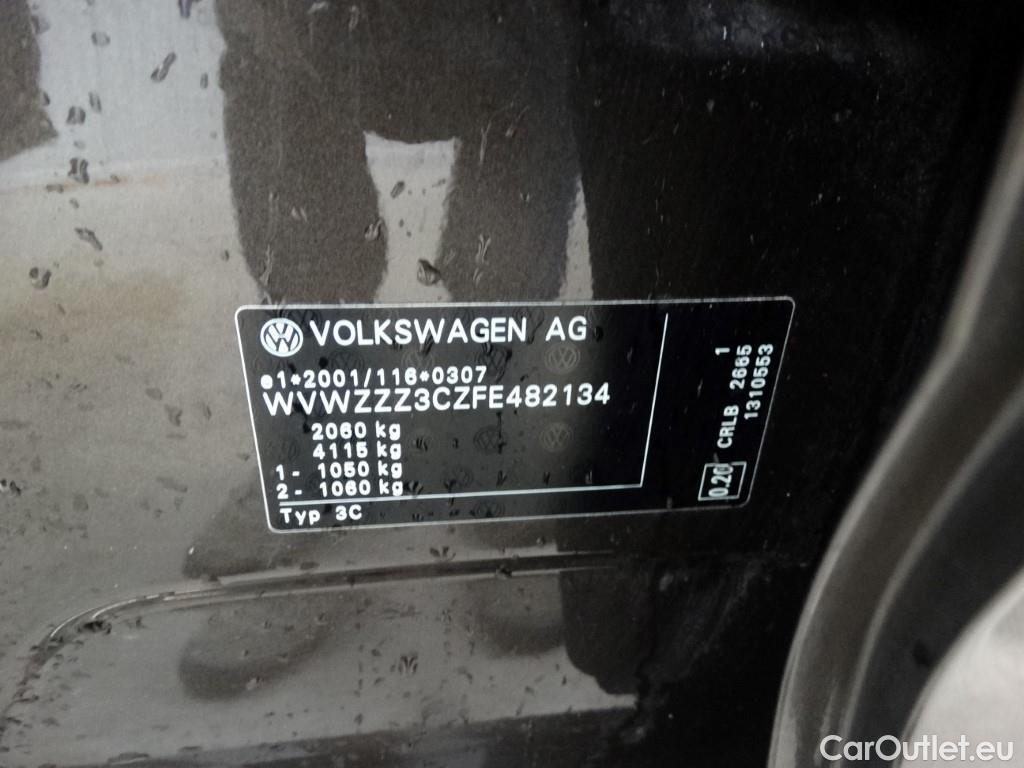 VOLKSWAGEN AG
e1*2001/116*0307
WVWZZZ3CZFE482134
2060 kg
4115 kg
1- 1050 kg
2- 1060 kg
Typ 3C
0.20 CRLB 2665 1
1310553
CarOutlet.eu